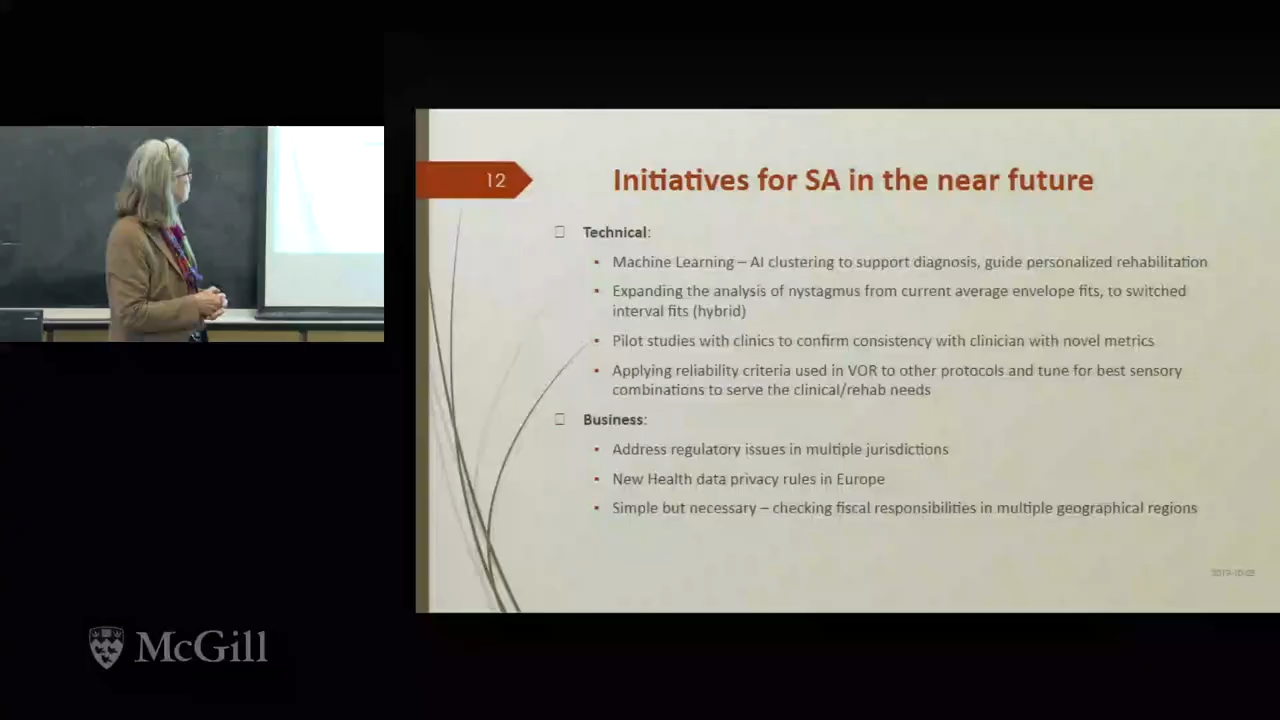 12
Initiatives for SA in the near future
Technical:
Machine Learning – AI clustering to support diagnosis, guide personalized rehabilitation
Expanding the analysis of nystagmus from current average envelope fits, to switched
interval fits (hybrid)
Pilot studies with clinics to confirm consistency with clinician with novel metrics
Applying reliability criteria used in VOR to other protocols and tune for best sensory
combinations to serve the clinical/rehab needs
Business:
Address regulatory issues in multiple jurisdictions
New Health data privacy rules in Europe
Simple but necessary – checking fiscal responsibilities in multiple geographical regions
McGill